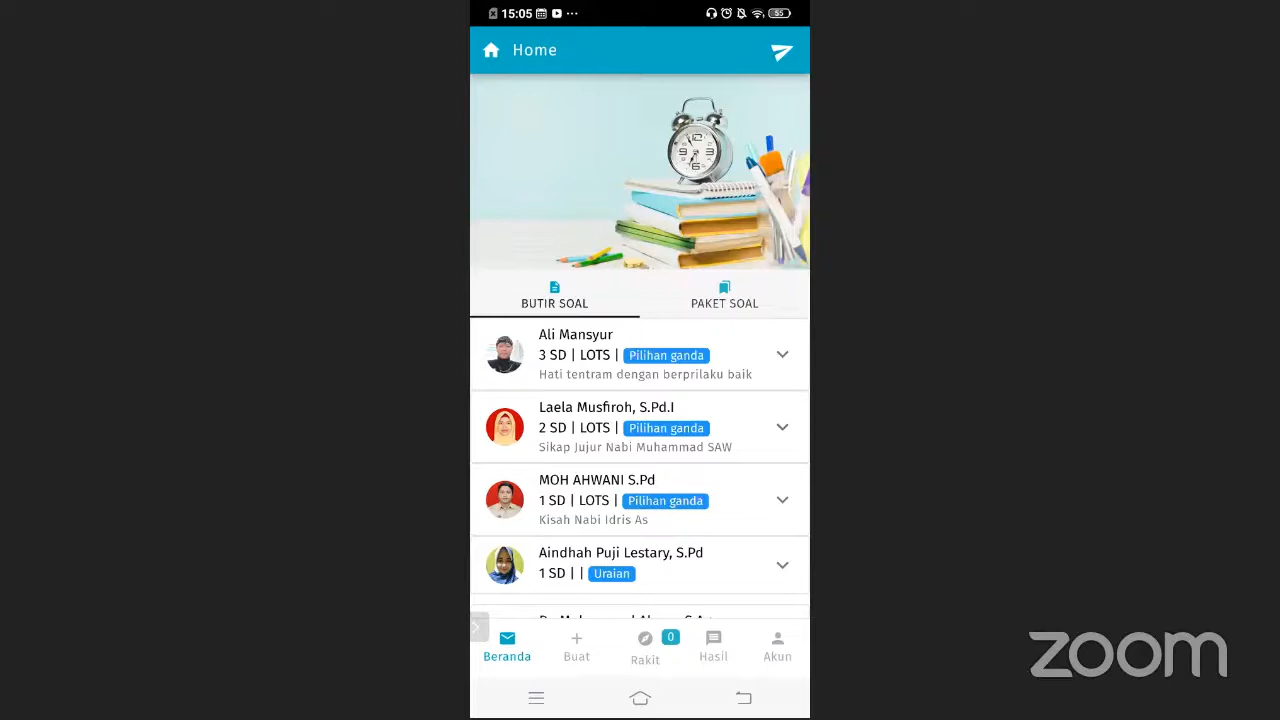 15:05
55
Home
BUTIR SOAL
PAKET SOAL
Ali Mansyur
3 SD | LOTS | Pilihan ganda
Hati tentram dengan berprilaku baik
Laela Musfiroh, S.Pd.I
2 SD | LOTS | Pilihan ganda
Sikap Jujur Nabi Muhammad SAW
MOH AHWANI S.Pd
1 SD | LOTS | Pilihan ganda
Kisah Nabi Idris As
Aindhah Puji Lestary, S.Pd
1 SD | | Uraian
0
Beranda
Buat
Rakit
Hasil
Akun
zoom